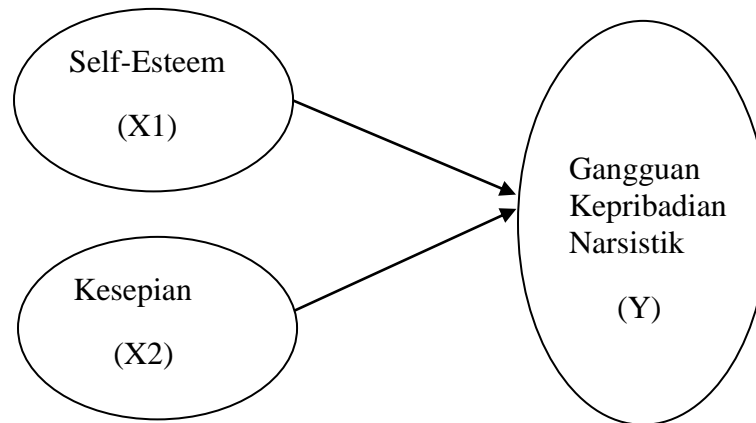 Self-Esteem
(X1)
Kesepian
(X2)
Gangguan
Kepribadian
Narsistik
(Y)